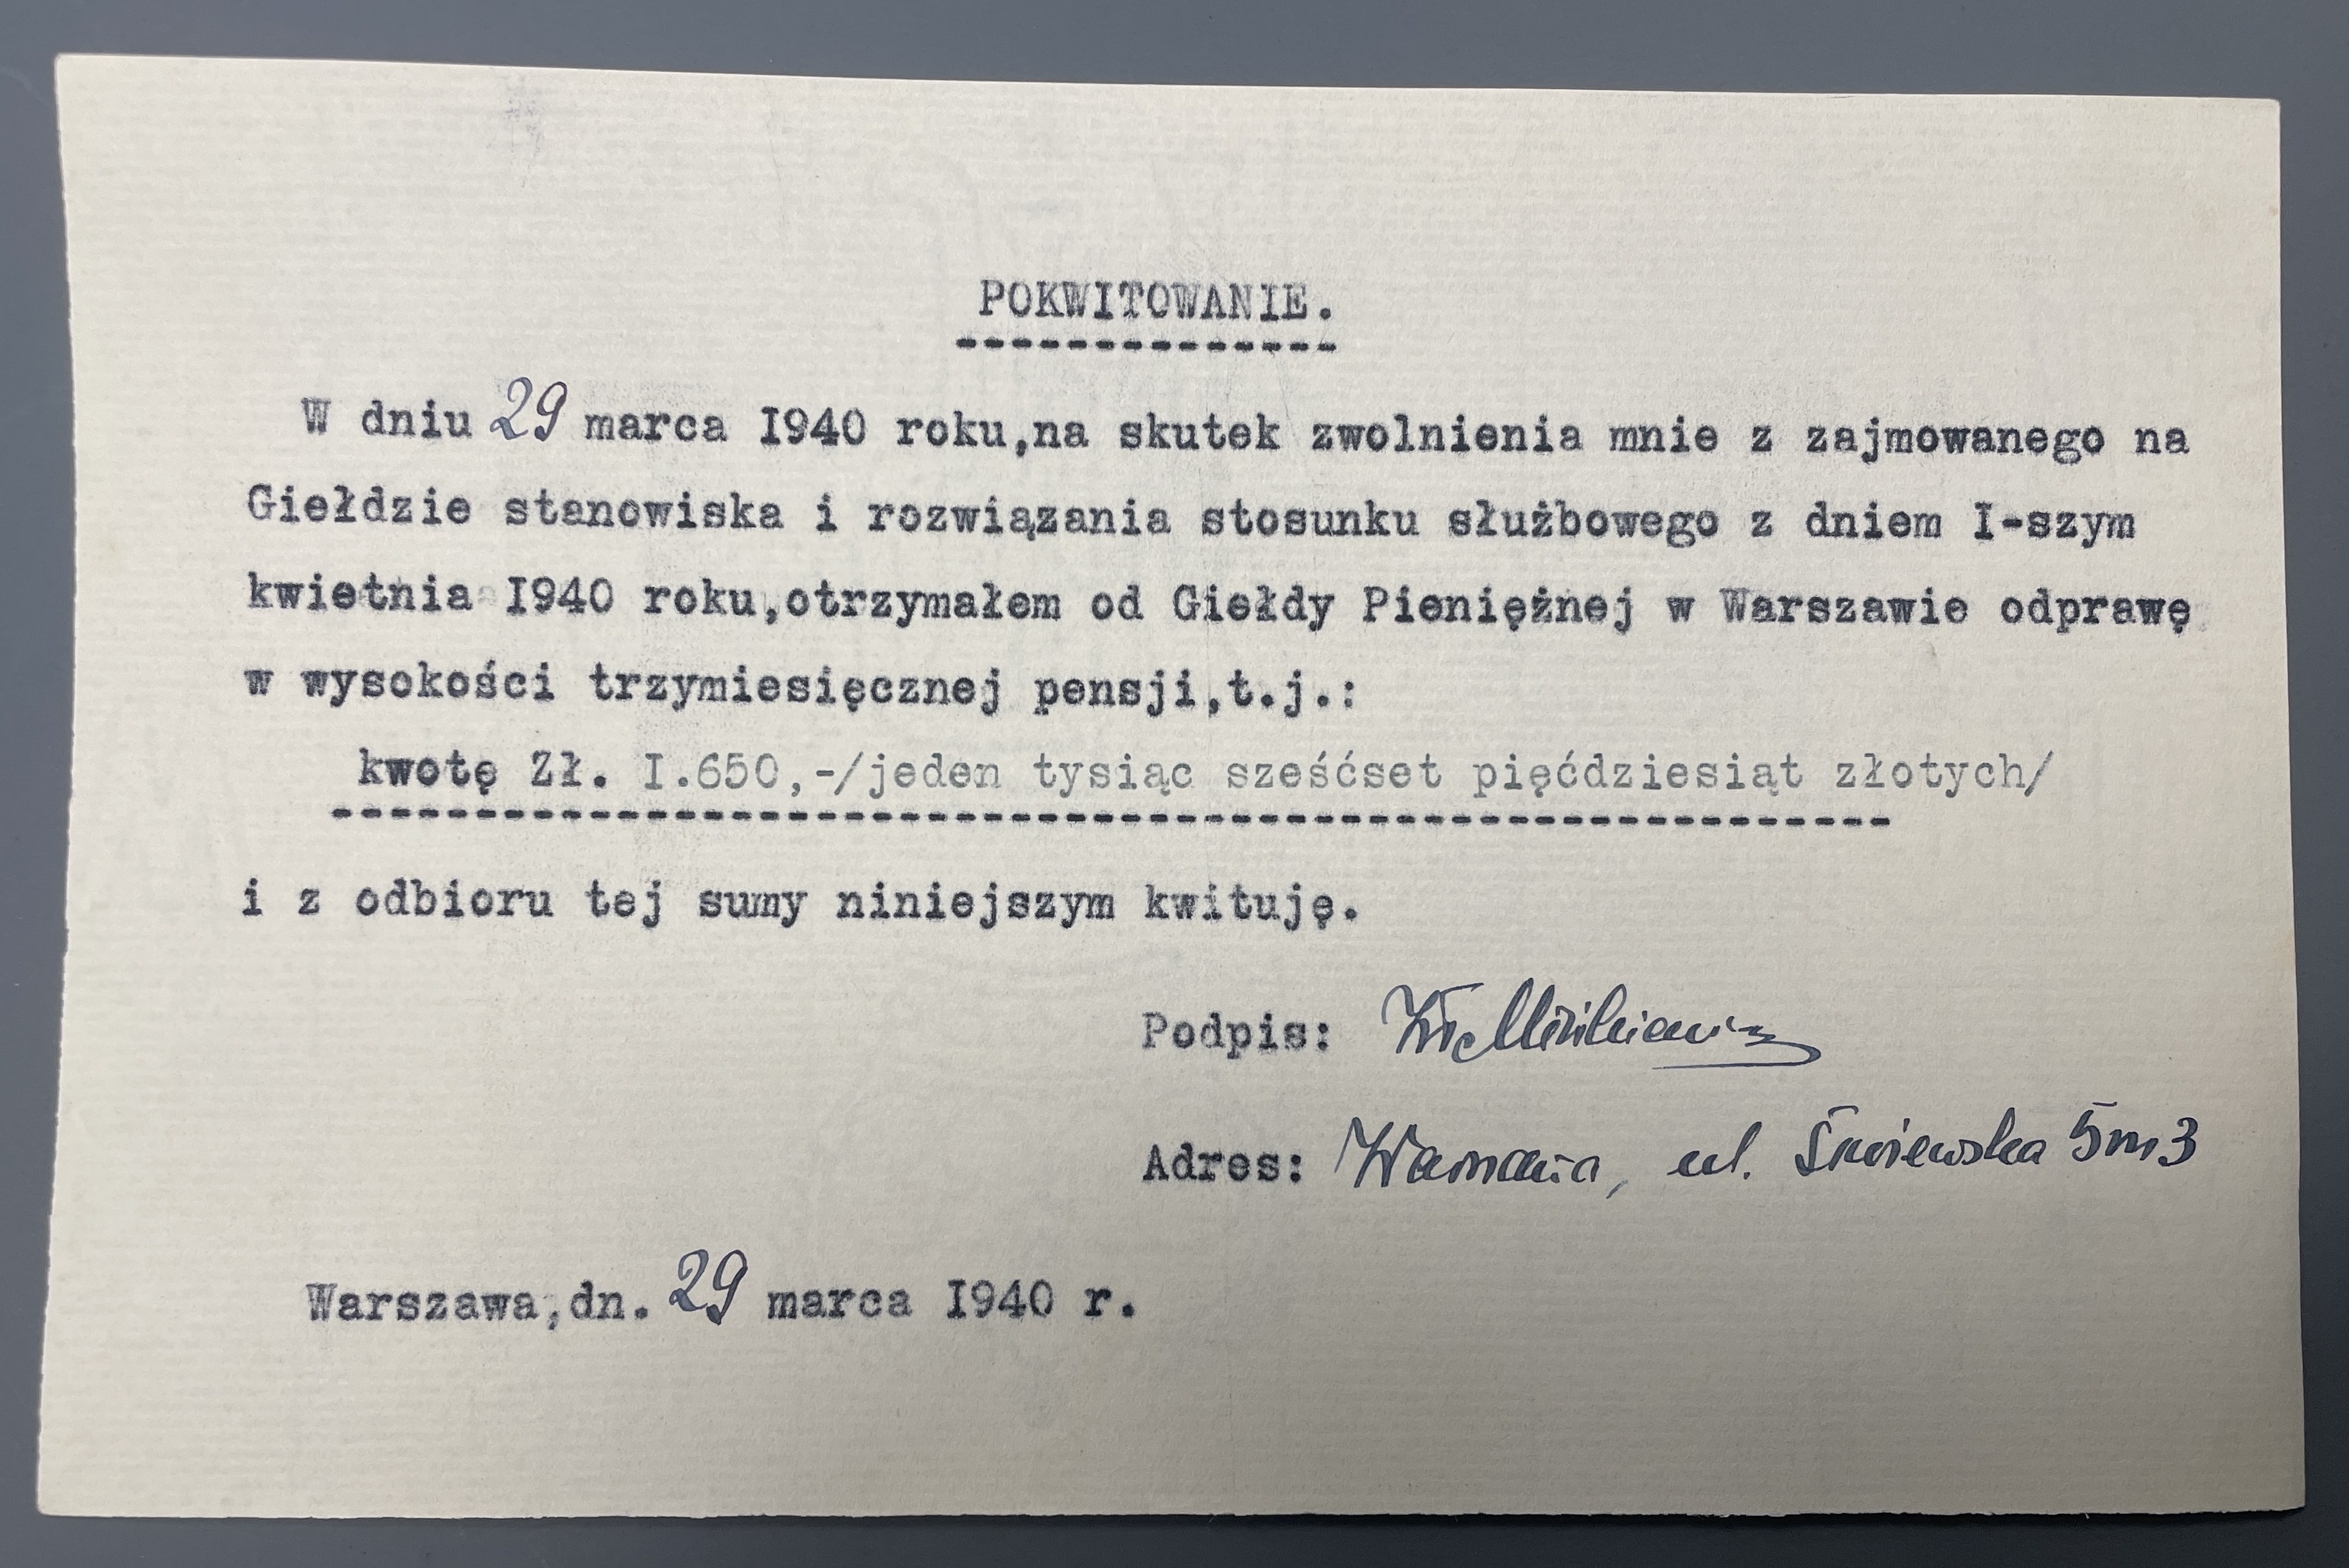 POKWITOWANIE.
W dniu 29 marca I940 roku,na skutek zwolnienia mnie z zajmowanego na
Giełdzie stanowiska i rozwiązania stosunku służbowego z dniem I-szym
kwietnia I940 roku,otrzymałem od Giełdy Pieniężnej w Warszawie odprawę
w wysokości trzymiesięcznej pensji,t.j.:
kwotę Zł. I.650,-/jeden tysiąc sześćset pięćdziesiąt złotych/
i z odbioru tej sumy niniejszym kwituję.
Podpis:
Adres: Warszawa, ul. 5 m 3
Warszawa,dn. 29 marca I940 r.